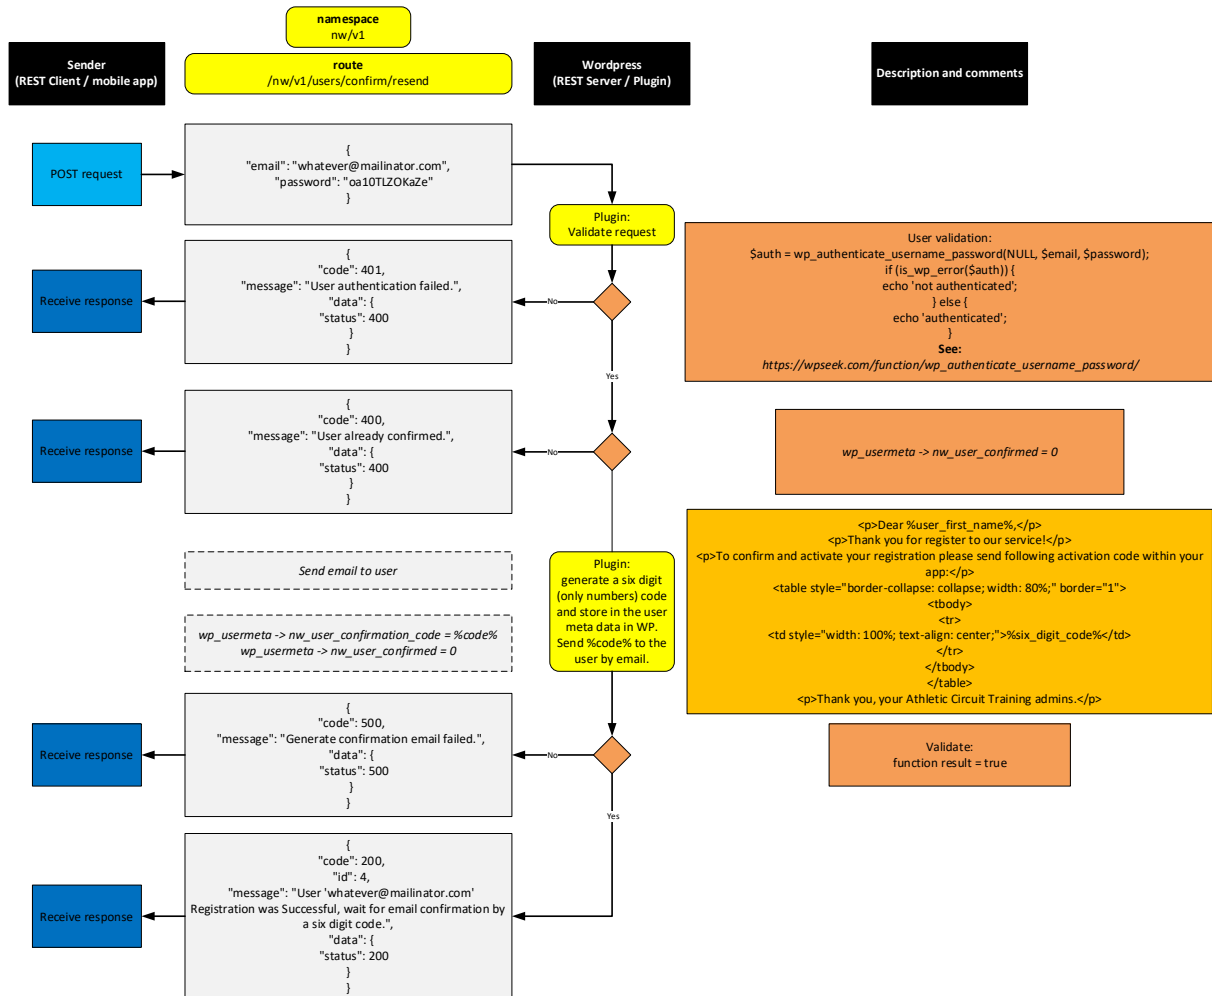 namespace
nw/v1
Sender
(REST Client / mobile app)
route
/nw/v1/users/confirm/resend
Wordpress
(REST Server / Plugin)
Description and comments
POST request
{
"email": "whatever@mailinator.com",
"password": "oa10TLZOKaZe"
}
Plugin:
Validate request
User validation:
$auth = wp_authenticate_username_password(NULL, $email, $password);
if (is_wp_error($auth)) {
echo 'not authenticated';
} else {
echo 'authenticated';
}
See:
https://wpseek.com/function/wp_authenticate_username_password/
Receive response
{
"code": 401,
"message": "User authentication failed.",
"data": {
"status": 400
}
}
No
Yes
Receive response
{
"code": 400,
"message": "User already confirmed.",
"data": {
"status": 400
}
}
No
wp_usermeta -> nw_user_confirmed = 0
Send email to user
wp_usermeta -> nw_user_confirmation_code = %code%
wp_usermeta -> nw_user_confirmed = 0
Plugin:
generate a six digit
(only numbers) code
and store in the user
meta data in WP.
Send %code% to the
user by email.
<p>Dear %user_first_name%,</p>
<p>Thank you for register to our service!</p>
<p>To confirm and activate your registration please send following activation code within your
app:</p>
<table style="border-collapse: collapse; width: 80%;" border="1">
<tbody>
<tr>
<td style="width: 100%; text-align: center;">%six_digit_code%</td>
</tr>
</tbody>
</table>
<p>Thank you, your Athletic Circuit Training admins.</p>
Receive response
{
"code": 500,
"message": "Generate confirmation email failed.",
"data": {
"status": 500
}
}
No
Validate:
function result = true
Yes
Receive response
{
"code": 200,
"id": 4,
"message": "User 'whatever@mailinator.com'
Registration was Successful, wait for email confirmation by
a six digit code.",
"data": {
"status": 200
}
}